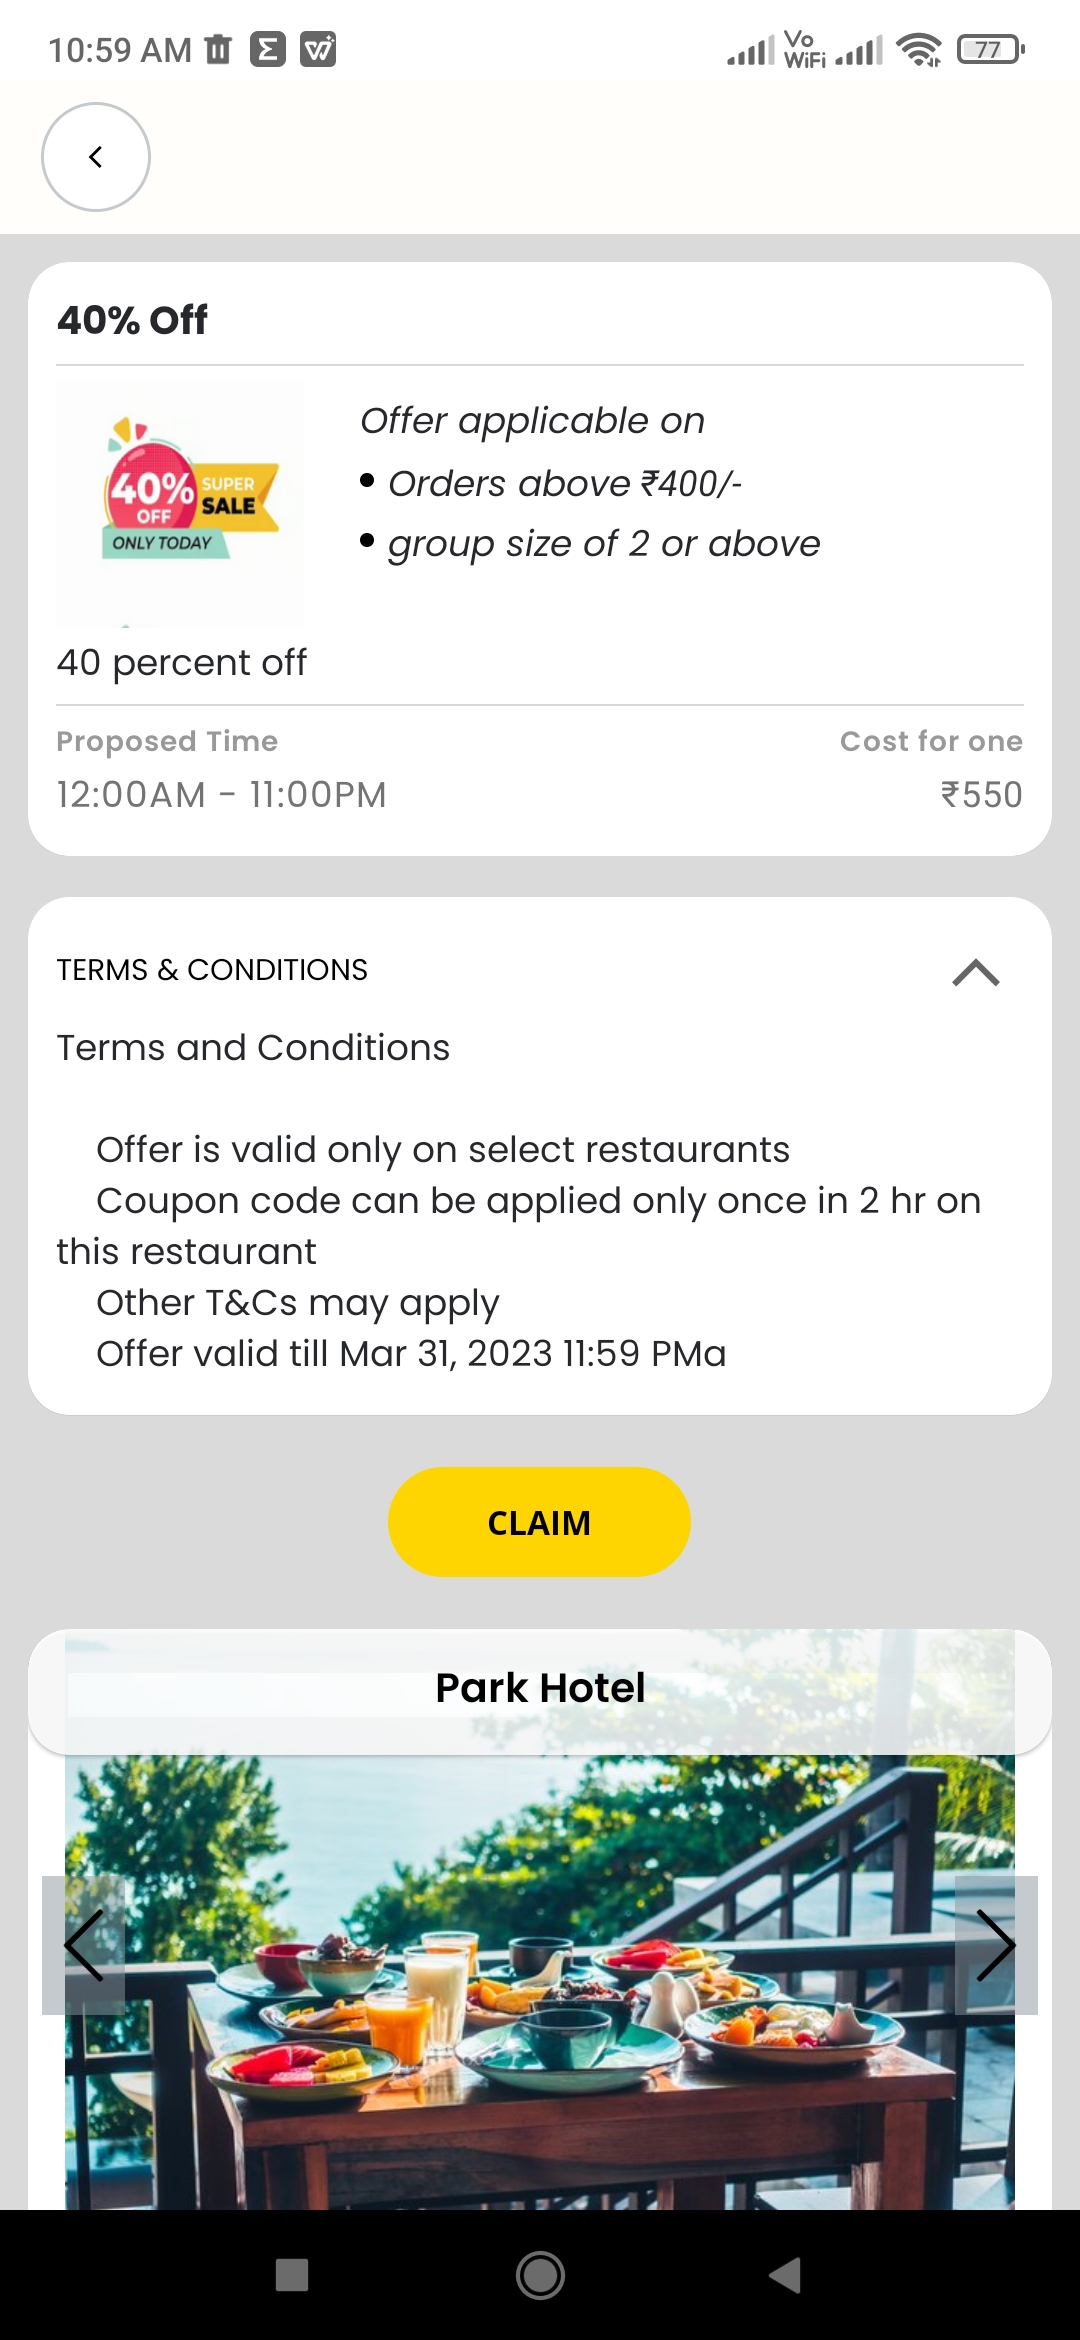 10:59 AM
Vo
WiFi
77
40% Off
40%
OFF
SUPER
SALE
ONLY TODAY
Offer applicable on
• Orders above ₹400/-
• group size of 2 or above
40 percent off
Proposed Time
Cost for one
12:00AM - 11:00PM
₹550
TERMS & CONDITIONS
Terms and Conditions
Offer is valid only on select restaurants
Coupon code can be applied only once in 2 hr on
this restaurant
Other T&Cs may apply
Offer valid till Mar 31, 2023 11:59 PMa
CLAIM
Park Hotel